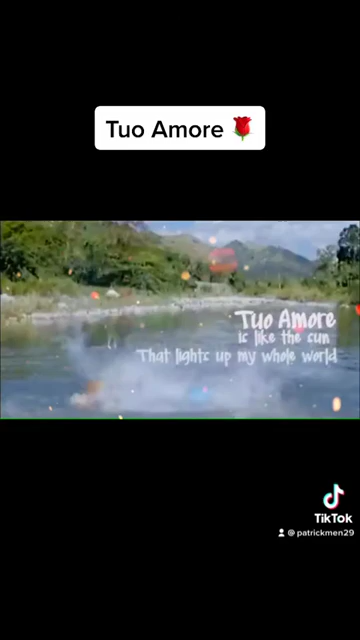 Tuo Amore 🌹
Tuo Amore
is like the sun
That lights up my whole world
TikTok
@ patrickmen29